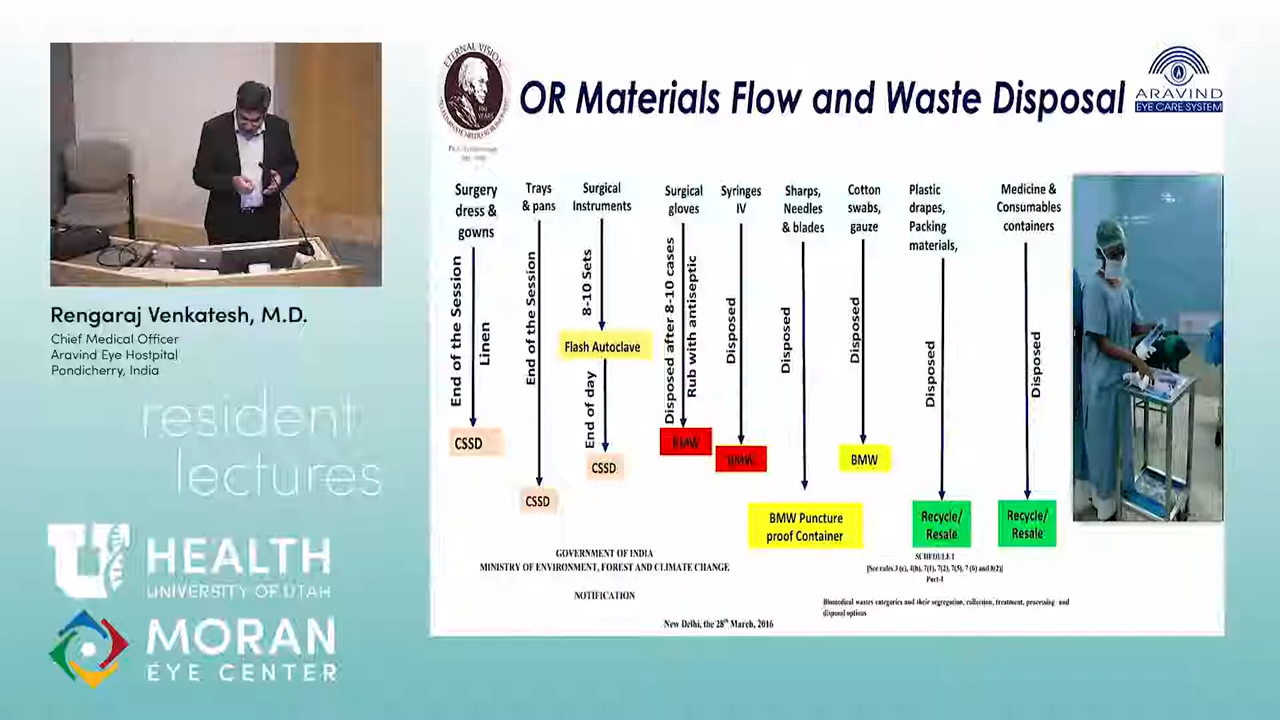 ETERNAL VISION
YEARS
OR Materials Flow and Waste Disposal
ARAVIND
EYE CARE SYSTEM
Surgery
dress &
gowns
End of the Session
Linen
CSSD
Trays
& pans
End of the Session
CSSD
Surgical
Instruments
8-10 Sets
Flash Autoclave
End of day
CSSD
Surgical
gloves
Disposed after 8-10 cases
Rub with antiseptic
BMW
Syringes
IV
Disposed
BMW
Sharps,
Needles
& blades
Disposed
BMW Puncture
proof Container
Cotton
swabs,
gauze
Disposed
BMW
Plastic
drapes,
Packing
materials,
Disposed
Recycle/
Resale
Medicine &
Consumables
containers
Disposed
Recycle/
Resale
GOVERNMENT OF INDIA
MINISTRY OF ENVIRONMENT, FOREST AND CLIMATE CHANGE
NOTIFICATION
New Delhi, the 28th March, 2016
SCHEDULE I
Part-1
Biomedical wastes categories and their segregation, collection, treatment, processing and
disposal options
Rengaraj Venkatesh, M.D.
Chief Medical Officer
Aravind Eye Hostpital
Pondicherry, India
resident
lectures
U HEALTH
UNIVERSITY OF UTAH
MORAN
EYE CENTER